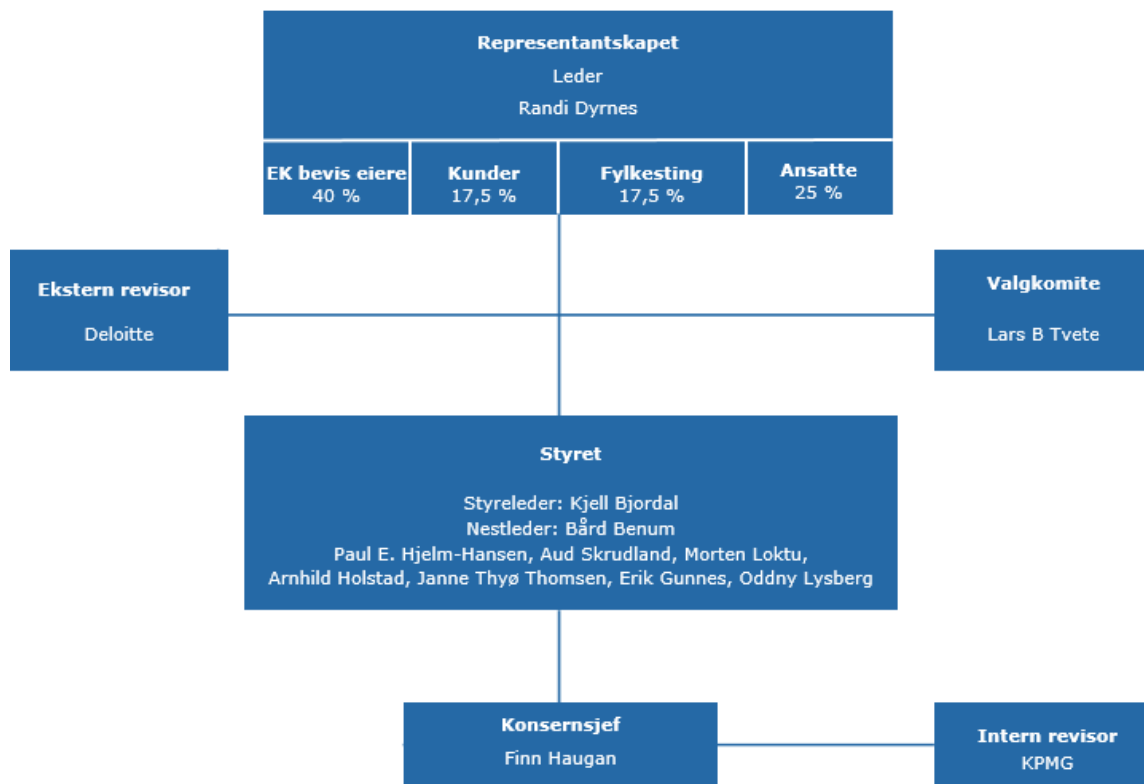 Representantskapet
Leder
Randi Dyrnes
EK bevis eiere
40 %
Kunder
17,5 %
Fylkesting
17,5 %
Ansatte
25 %
Ekstern revisor
Deloitte
Valgkomite
Lars B Tvete
Styret
Styreleder: Kjell Bjordal
Nestleder: Bård Benum
Paul E. Hjelm-Hansen, Aud Skrudland, Morten Loktu,
Arnhild Holstad, Janne Thyø Thomsen, Erik Gunnes, Oddny Lysberg
Konsernsjef
Finn Haugan
Intern revisor
KPMG